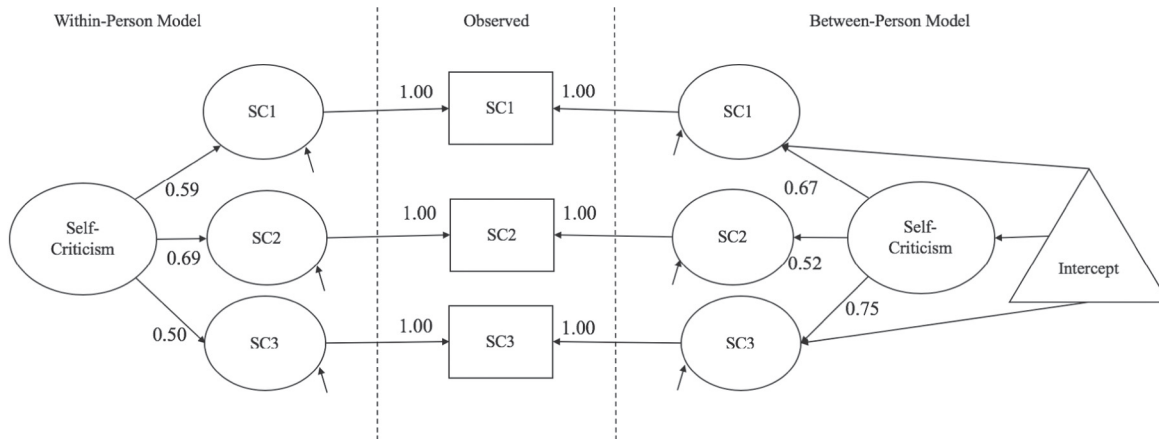 Within-Person Model
Observed
Between-Person Model
SC1
1.00
SC1
1.00
SC1
0.59
0.67
Self-
Criticism
0.69
SC2
1.00
SC2
1.00
SC2
0.52
Self-
Criticism
Intercept
0.50
SC3
1.00
SC3
1.00
SC3
0.75